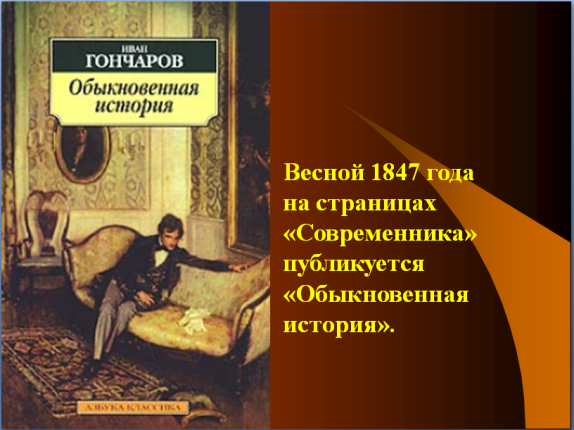 ИВАН
ГОНЧАРОВ
Обыкновенная
история
АЗБУКА-КЛАССИКА
Весной 1847 года
на страницах
«Современника»
публикуется
«Обыкновенная
история».